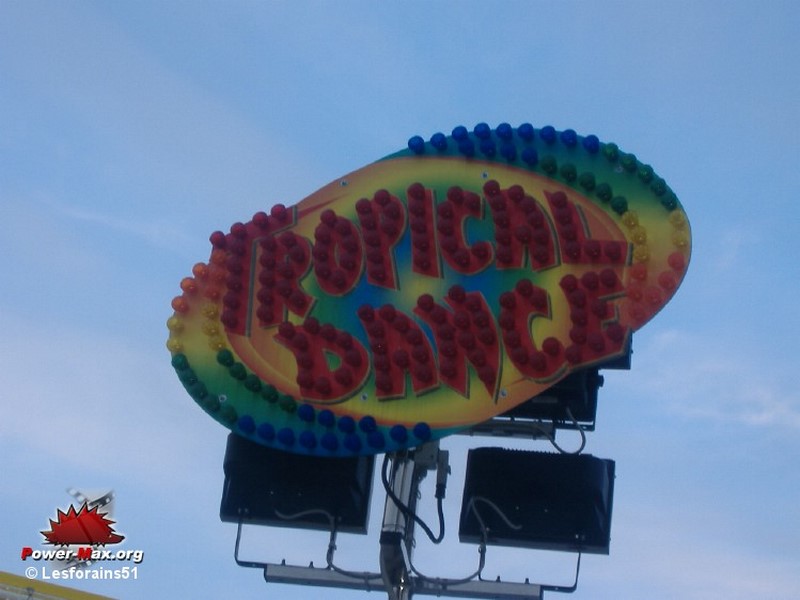 TROPICAL
DANCE
Power-Max.org
© Lesforains51